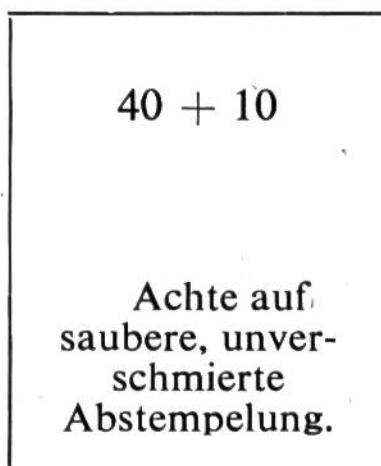 40 + 10
Achte auf
saubere, unver-
schmierte
Abstempelung.